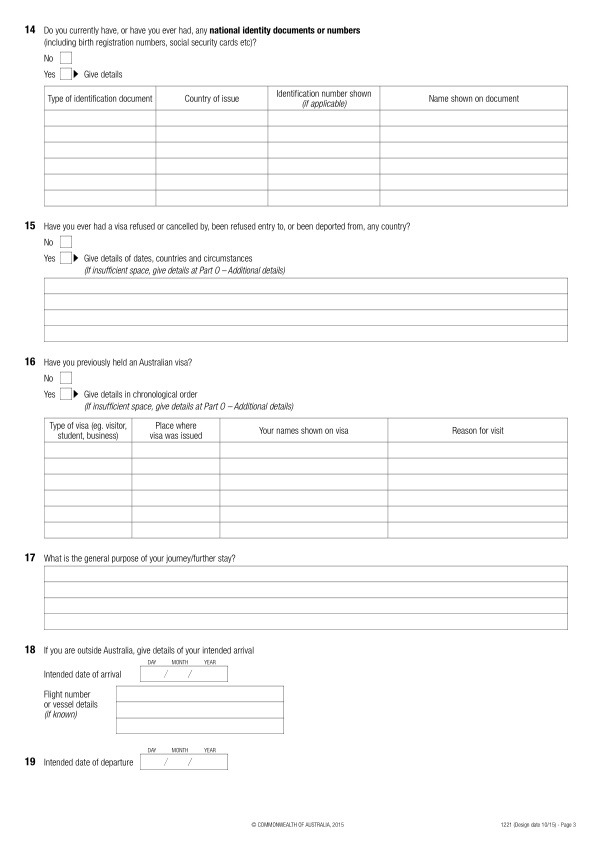 14 Do you currently have, or have you ever had, any national identity documents or numbers
(including birth registration numbers, social security cards etc)?
No
Yes Give details
Type of identification document Country of issue Identification number shown (if applicable) Name shown on document
15 Have you ever had a visa refused or cancelled by, been refused entry to, or been deported from, any country?
No
Yes Give details of dates, countries and circumstances
(If insufficient space, give details at Part O – Additional details)
16 Have you previously held an Australian visa?
No
Yes Give details in chronological order
(If insufficient space, give details at Part O – Additional details)
Type of visa (eg. visitor, student, business) Place where visa was issued Your names shown on visa Reason for visit
17 What is the general purpose of your journey/further stay?
18 If you are outside Australia, give details of your intended arrival
DAY MONTH YEAR
Intended date of arrival / /
Flight number
or vessel details
(if known)
DAY MONTH YEAR
19 Intended date of departure / /
© COMMONWEALTH OF AUSTRALIA, 2015 1221 (Design date 10/15) - Page 3